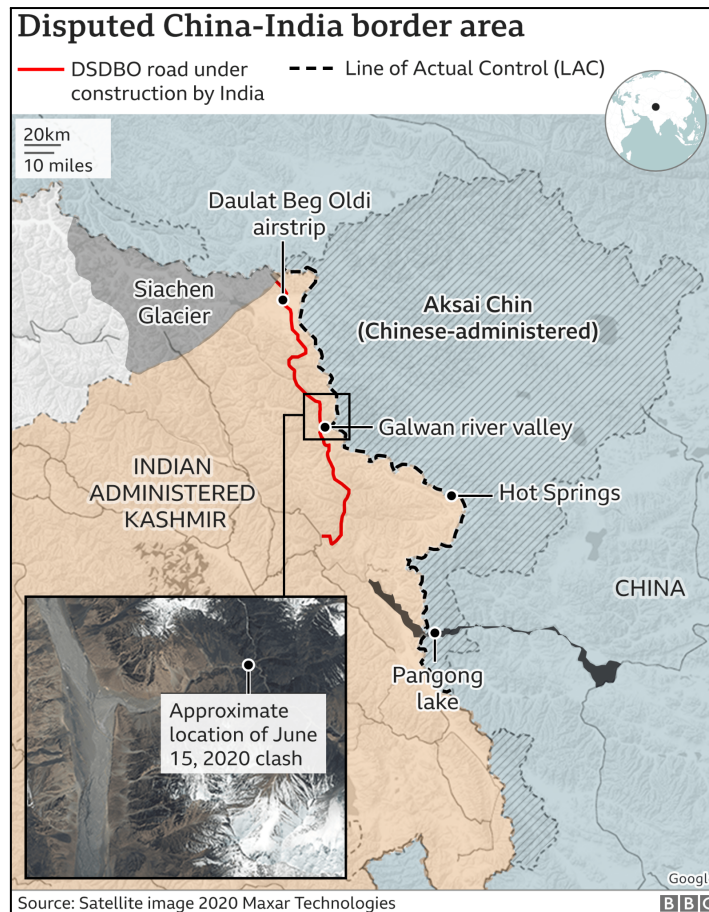 Disputed China-India border area
DSDBO road under
construction by India
Line of Actual Control (LAC)
20km
10 miles
Daulat Beg Oldi
airstrip
Siachen
Glacier
Aksai Chin
(Chinese-administered)
Galwan river valley
INDIAN
ADMINISTERED
KASHMIR
Hot Springs
CHINA
Pangong
lake
Approximate
location of June
15, 2020 clash
Googl
Source: Satellite image 2020 Maxar Technologies
BBC